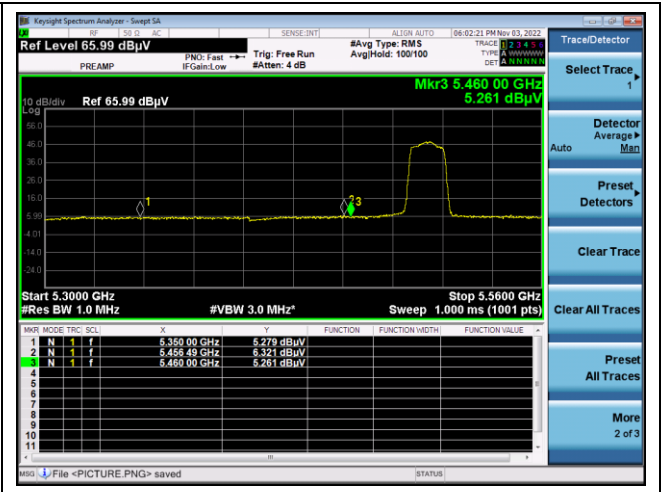 Keysight Spectrum Analyzer - Swept SA
RF 50 Ω AC SENSE:INT ALIGN AUTO 06:02:21 PM Nov 03, 2022
Ref Level 65.99 dBµV
PREAMP
PNO: Fast
IFGain:Low
Trig: Free Run
#Atten: 4 dB
#Avg Type: RMS
Avg|Hold: 100/100
TRACE 1 2 3 4 5 6
TYPE A WWWWW
DET A N N N N N
Mkr3 5.460 00 GHz
5.261 dBµV
10 dB/div Ref 65.99 dBµV
Log
56.0
46.0
36.0
26.0
16.0
5.99
-4.01
-14.0
-24.0
1
2
3
Start 5.3000 GHz Stop 5.5600 GHz
#Res BW 1.0 MHz #VBW 3.0 MHz* Sweep 1.000 ms (1001 pts)
MKR MODE TRC SCL X Y FUNCTION FUNCTION WIDTH FUNCTION VALUE
1 N 1 f 5.350 00 GHz 5.279 dBµV
2 N 1 f 5.456 49 GHz 6.321 dBµV
3 N 1 f 5.460 00 GHz 5.261 dBµV
4
5
6
7
8
9
10
11
MSG File <PICTURE.PNG> saved STATUS
Trace/Detector
Select Trace
1
Detector
Average
Auto Man
Preset
Detectors
Clear Trace
Clear All Traces
Preset
All Traces
More
2 of 3